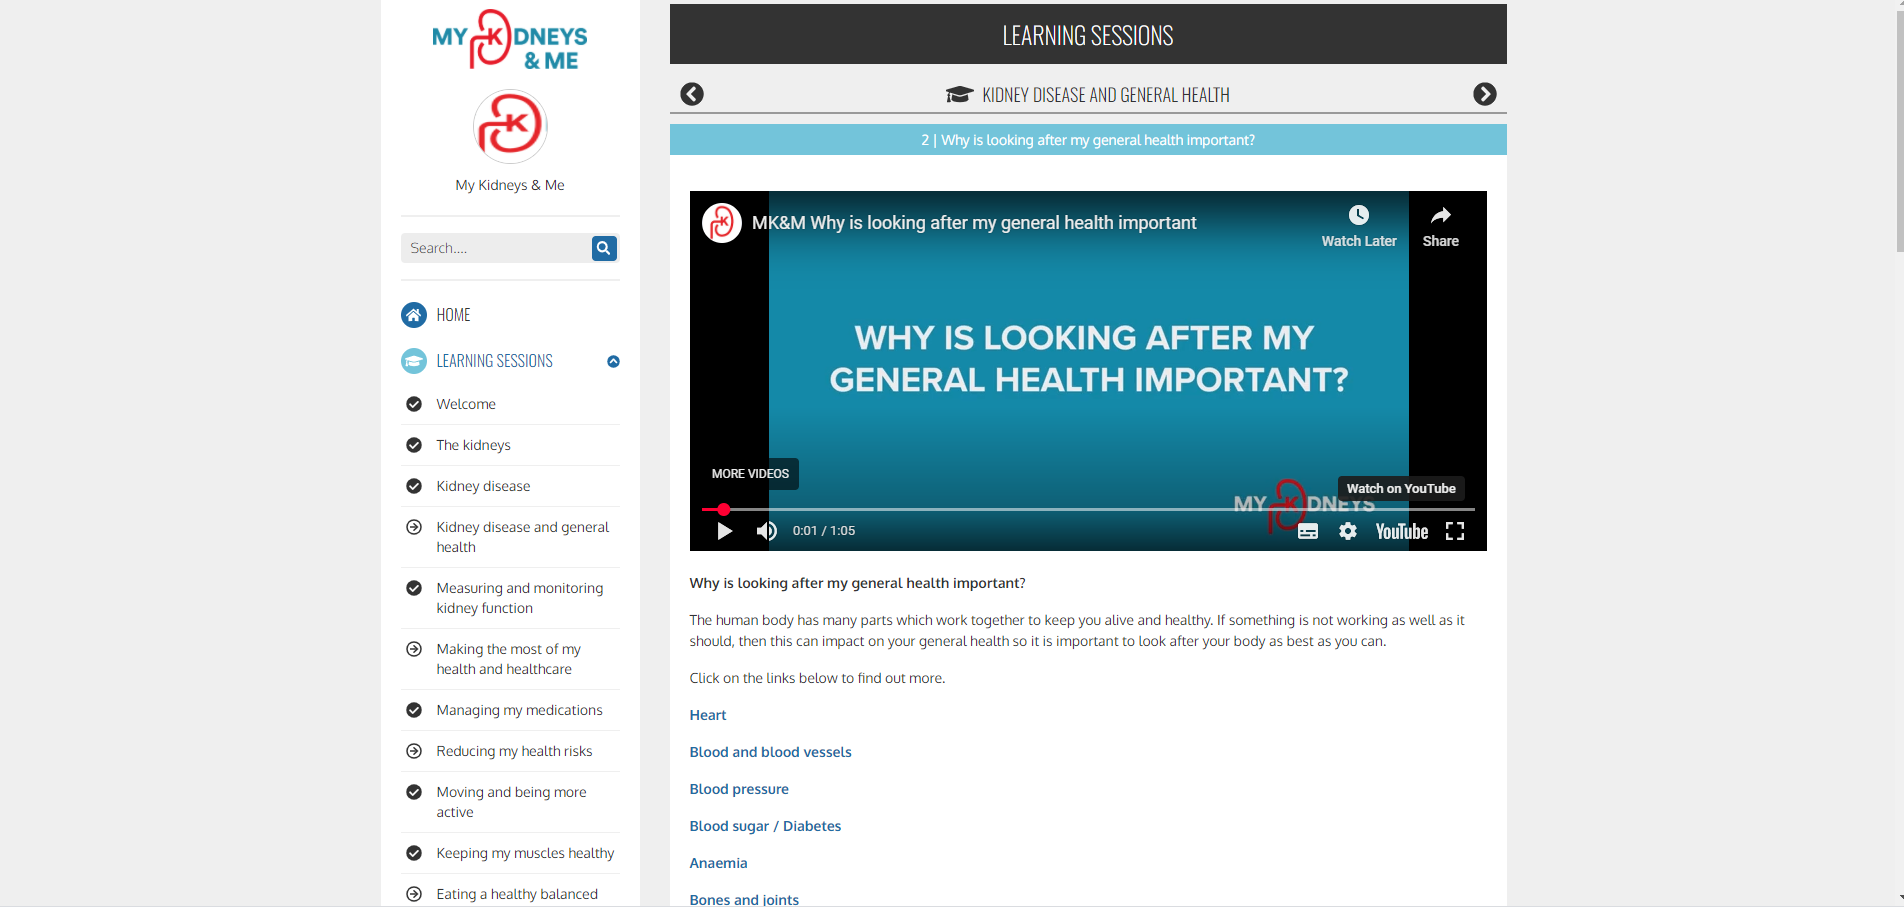 MY KIDNEYS
& ME
My Kidneys & Me
Search....
HOME
LEARNING SESSIONS
Welcome
The kidneys
Kidney disease
Kidney disease and general
health
Measuring and monitoring
kidney function
Making the most of my
health and healthcare
Managing my medications
Reducing my health risks
Moving and being more
active
Keeping my muscles healthy
Eating a healthy balanced
LEARNING SESSIONS
KIDNEY DISEASE AND GENERAL HEALTH
2 | Why is looking after my general health important?
MK&M Why is looking after my general health important
Watch Later
Share
WHY IS LOOKING AFTER MY
GENERAL HEALTH IMPORTANT?
MORE VIDEOS
Watch on YouTube
MY KIDNEYS
0:01 / 1:05
YouTube
Why is looking after my general health important?
The human body has many parts which work together to keep you alive and healthy. If something is not working as well as it
should, then this can impact on your general health so it is important to look after your body as best as you can.
Click on the links below to find out more.
Heart
Blood and blood vessels
Blood pressure
Blood sugar / Diabetes
Anaemia
Bones and joints